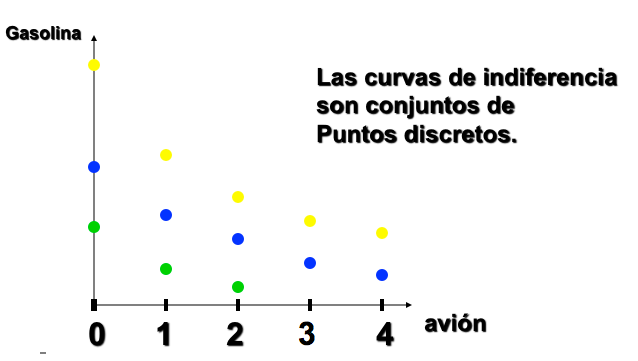 Gasolina
Las curvas de indiferencia
son conjuntos de
Puntos discretos.
0 1 2 3 4
avión